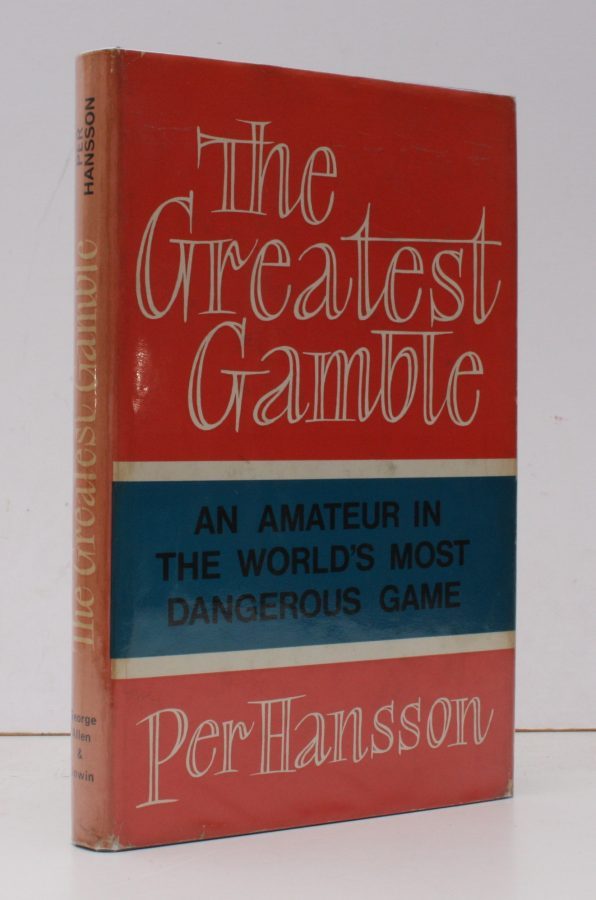 The
Greatest
Gamble
AN AMATEUR IN
THE WORLD'S MOST
DANGEROUS GAME
Per Hansson
PER
HANSSON
The Greatest Gamble
George
Allen
&
Unwin